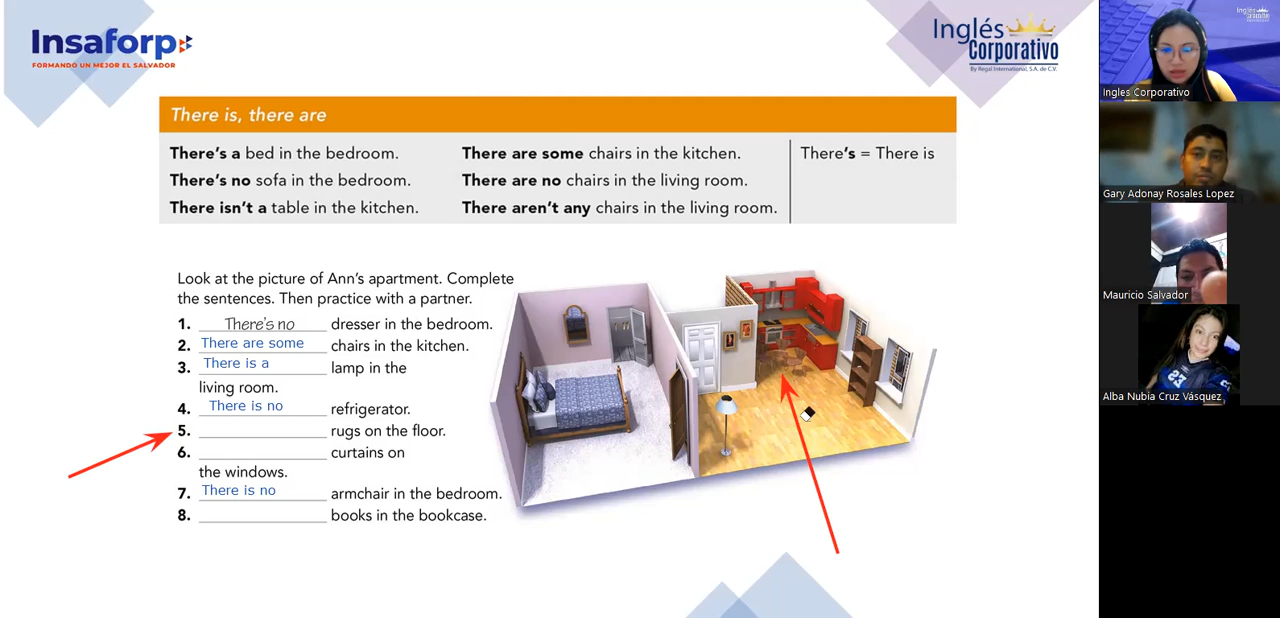 Insaforp
FORMANDO UN MEJOR EL SALVADOR
Inglés
Corporativo
By Regal International, S.A. de C.V.
There is, there are
There's a bed in the bedroom.
There's no sofa in the bedroom.
There isn't a table in the kitchen.
There are some chairs in the kitchen.
There are no chairs in the living room.
There aren't any chairs in the living room.
There's = There is
Look at the picture of Ann's apartment. Complete
the sentences. Then practice with a partner.
1. There's no dresser in the bedroom.
2. There are some chairs in the kitchen.
3. There is a lamp in the
living room.
4. There is no refrigerator.
5. rugs on the floor.
6. curtains on
the windows.
7. There is no armchair in the bedroom.
8. books in the bookcase.
Ingles Corporativo
Gary Adonay Rosales Lopez
Mauricio Salvador
23
Alba Nubia Cruz Vásquez